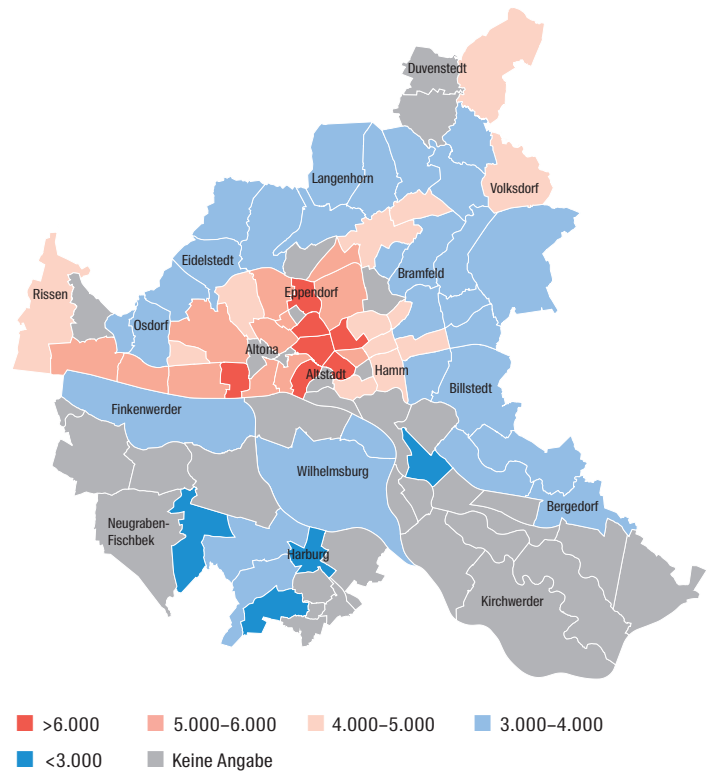 Duvenstedt
Langenhorn
Volksdorf
Eidelstedt
Bramfeld
Rissen
Eppendorf
Osdorf
Altona
Altstadt
Hamm
Billstedt
Finkenwerder
Wilhelmsburg
Bergedorf
Neugraben-
Fischbek
Harburg
Kirchwerder
>6.000
5.000–6.000
4.000–5.000
3.000–4.000
<3.000
Keine Angabe